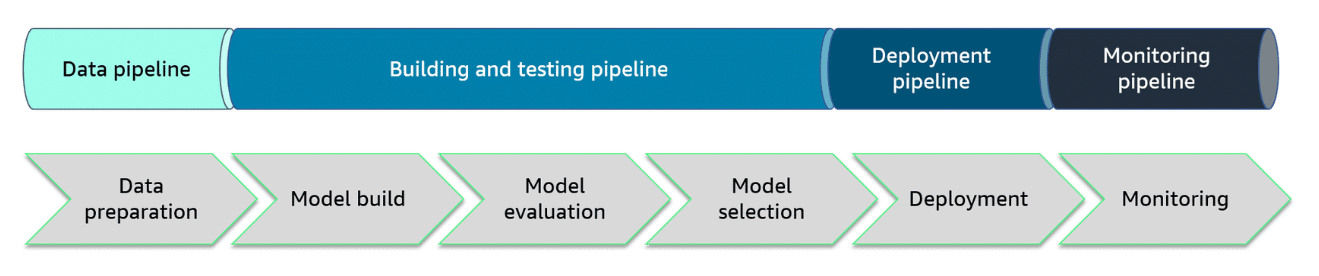 Data pipeline
Building and testing pipeline
Deployment
pipeline
Monitoring
pipeline
Data
preparation
Model build
Model
evaluation
Model
selection
Deployment
Monitoring